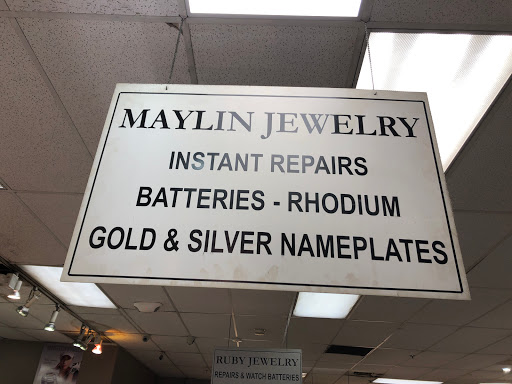 MAYLIN JEWELRY
INSTANT REPAIRS
BATTERIES - RHODIUM
GOLD & SILVER NAMEPLATES
RUBY JEWELRY
REPAIRS & WATCH BATTERIES